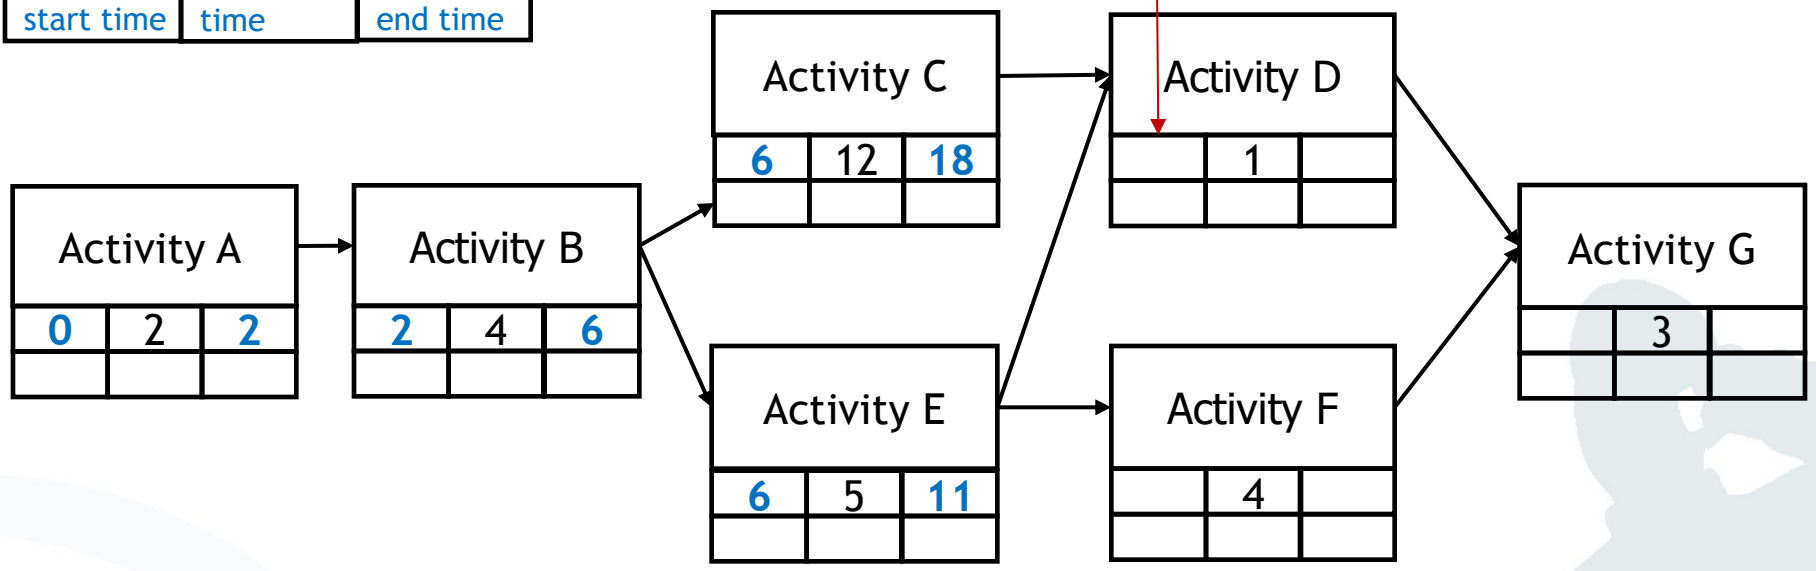 start time time end time
Activity C
6 12 18
Activity D
1
Activity A
0 2 2
Activity B
2 4 6
Activity E
6 5 11
Activity F
4
Activity G
3